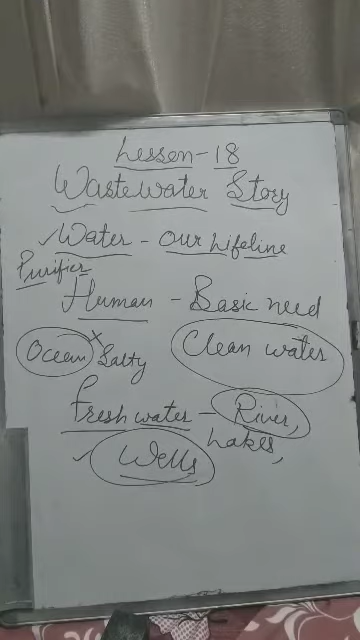 Lesson-18
Wastewater Story
Water - Our Lifeline
Purifier
Human - Basic need
Ocean Salty Clean water
Fresh water - River,
Lakes,
Wells